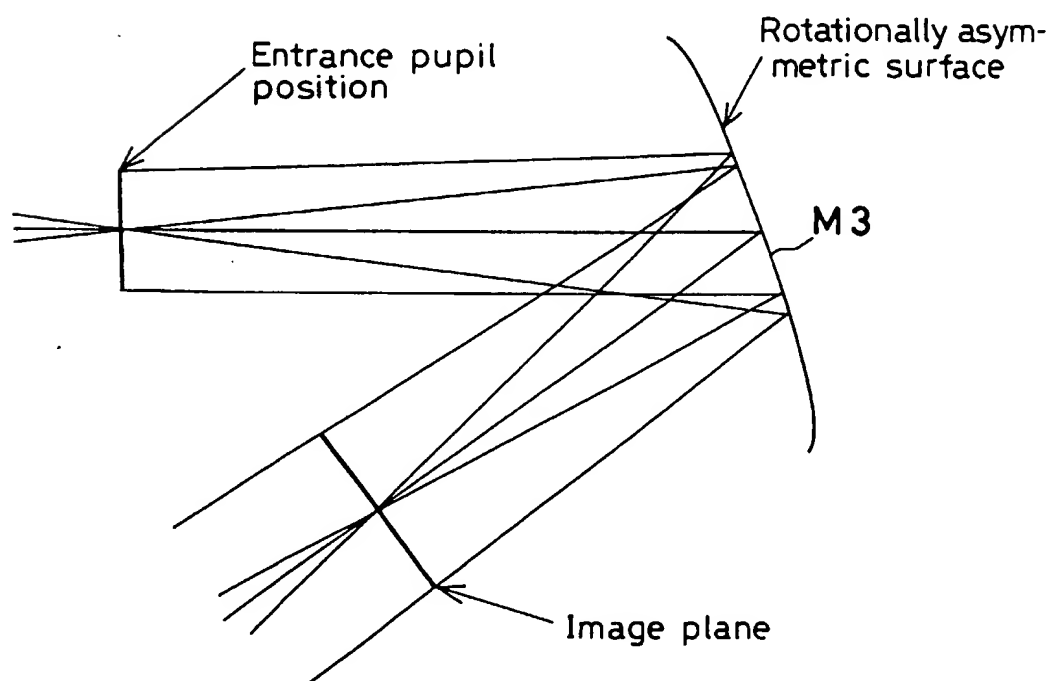 Rotationally asym-
metric surface
Entrance pupil
position
M3
Image plane